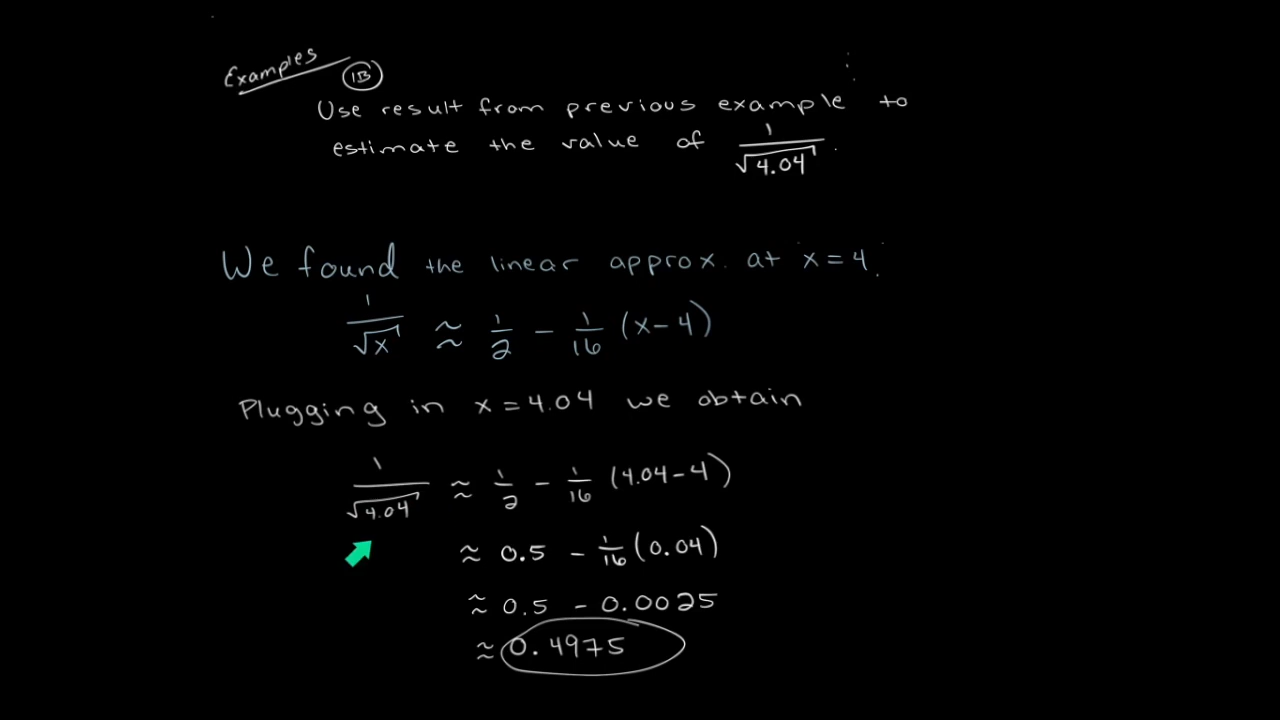 Examples
1B
Use result from previous example to
estimate the value of 1/√4.04.
We found the linear approx. at x=4.
1/√x ≈ 1/2 − 1/16 (x−4)
Plugging in x=4.04 we obtain
1/√4.04 ≈ 1/2 − 1/16 (4.04−4)
≈ 0.5 − 1/16 (0.04)
≈ 0.5 − 0.0025
≈ 0.4975